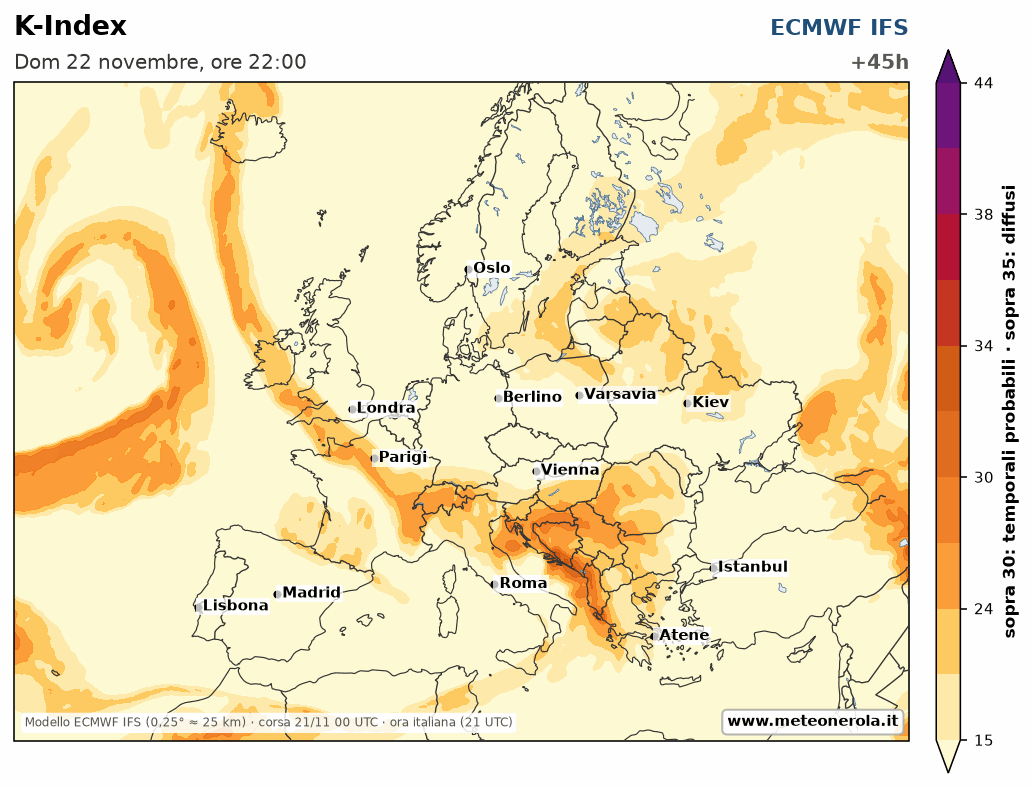 K-Index
ECMWF IFS
Dom 22 novembre, ore 22:00
+45h
44
38
34
30
24
15
sopra 30: temporali probabili · sopra 35: diffusi
Oslo
Berlino
Varsavia
Londra
Kiev
Parigi
Vienna
Istanbul
Roma
Madrid
Lisbona
Atene
Modello ECMWF IFS (0,25° ≈ 25 km) · corsa 21/11 00 UTC · ora italiana (21 UTC)
www.meteonerola.it